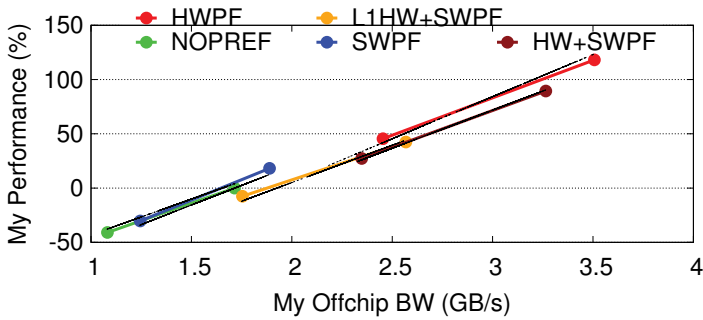 HWPF L1HW+SWPF
NOPREF SWPF HW+SWPF
My Performance (%)
150
100
50
0
-50
1 1.5 2 2.5 3 3.5 4
My Offchip BW (GB/s)